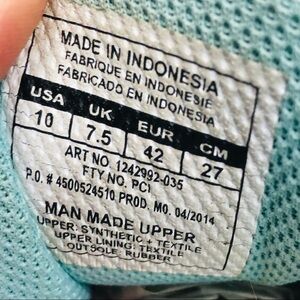 MADE IN INDONESIA
FABRIQUE EN INDONESIE
FABRICADO EN INDONESIA
USA UK EUR CM
10 7.5 42 27
ART NO. 1242992-035
FTY NO. PCI
P.O. # 4500524510 PROD. MO. 04/2014
MAN MADE UPPER
UPPER: SYNTHETIC + TEXTILE
UPPER LINING: TEXTILE
OUTSOLE: RUBBER